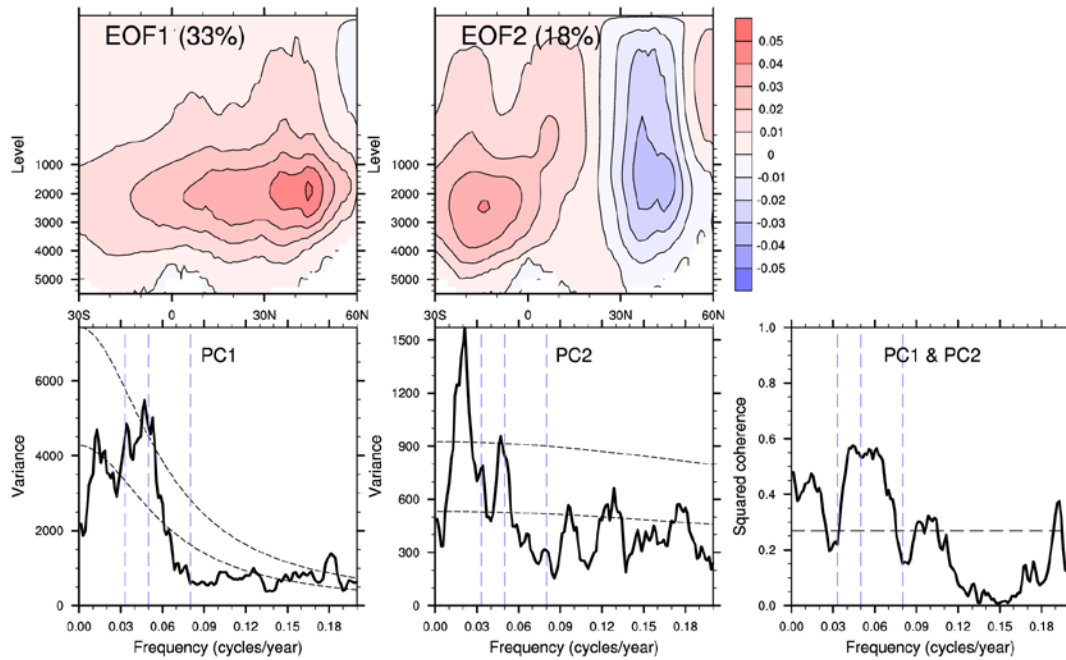 EOF1 (33%)
EOF2 (18%)
Level
1000
2000
3000
4000
5000
30S
0
30N
60N
Level
1000
2000
3000
4000
5000
30S
0
30N
60N
0.05
0.04
0.03
0.02
0.01
0
-0.01
-0.02
-0.03
-0.04
-0.05
PC1
Variance
6000
4000
2000
0
0.00 0.03 0.06 0.09 0.12 0.15 0.18
Frequency (cycles/year)
PC2
Variance
1500
1200
900
600
300
0
0.00 0.03 0.06 0.09 0.12 0.15 0.18
Frequency (cycles/year)
PC1 & PC2
Squared coherence
1.0
0.8
0.6
0.4
0.2
0.0
0.00 0.03 0.06 0.09 0.12 0.15 0.18
Frequency (cycles/year)